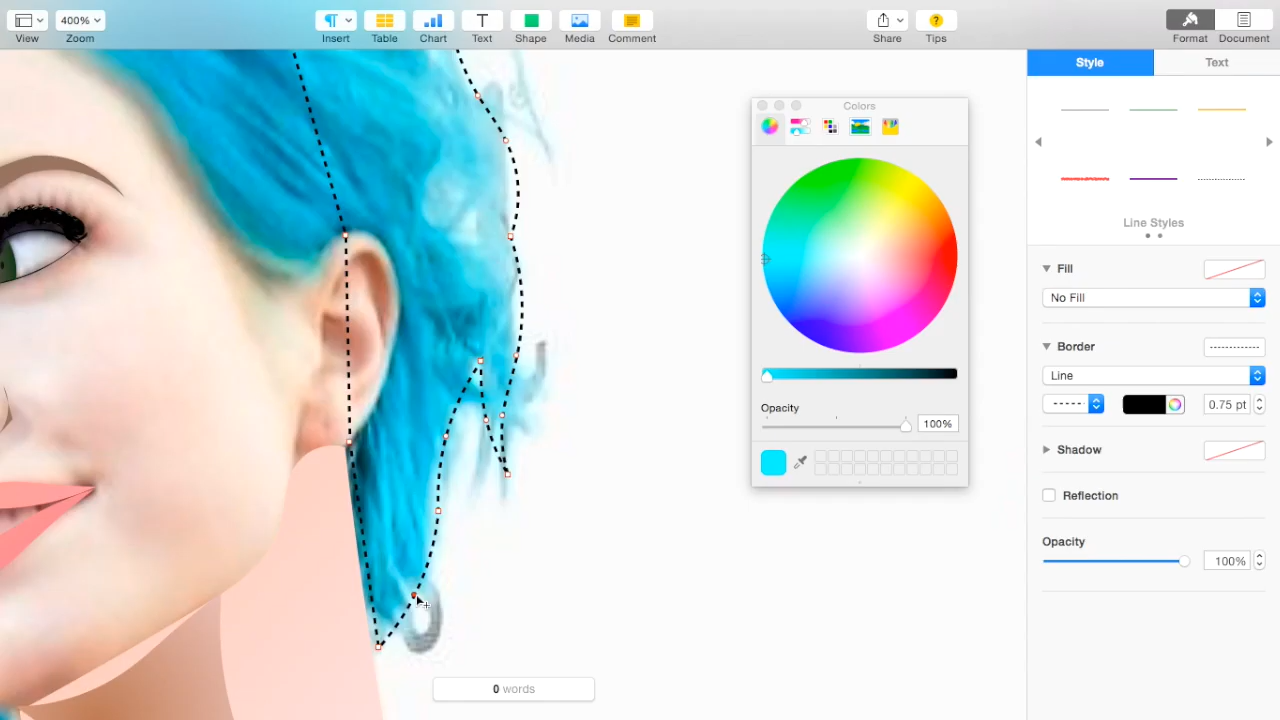 400%
View Zoom Insert Table Chart Text Shape Media Comment Share Tips Format Document
Style Text
Colors
Line Styles
Fill
No Fill
Border
Line
0.75 pt
Opacity
100%
Shadow
Reflection
Opacity
100%
0 words